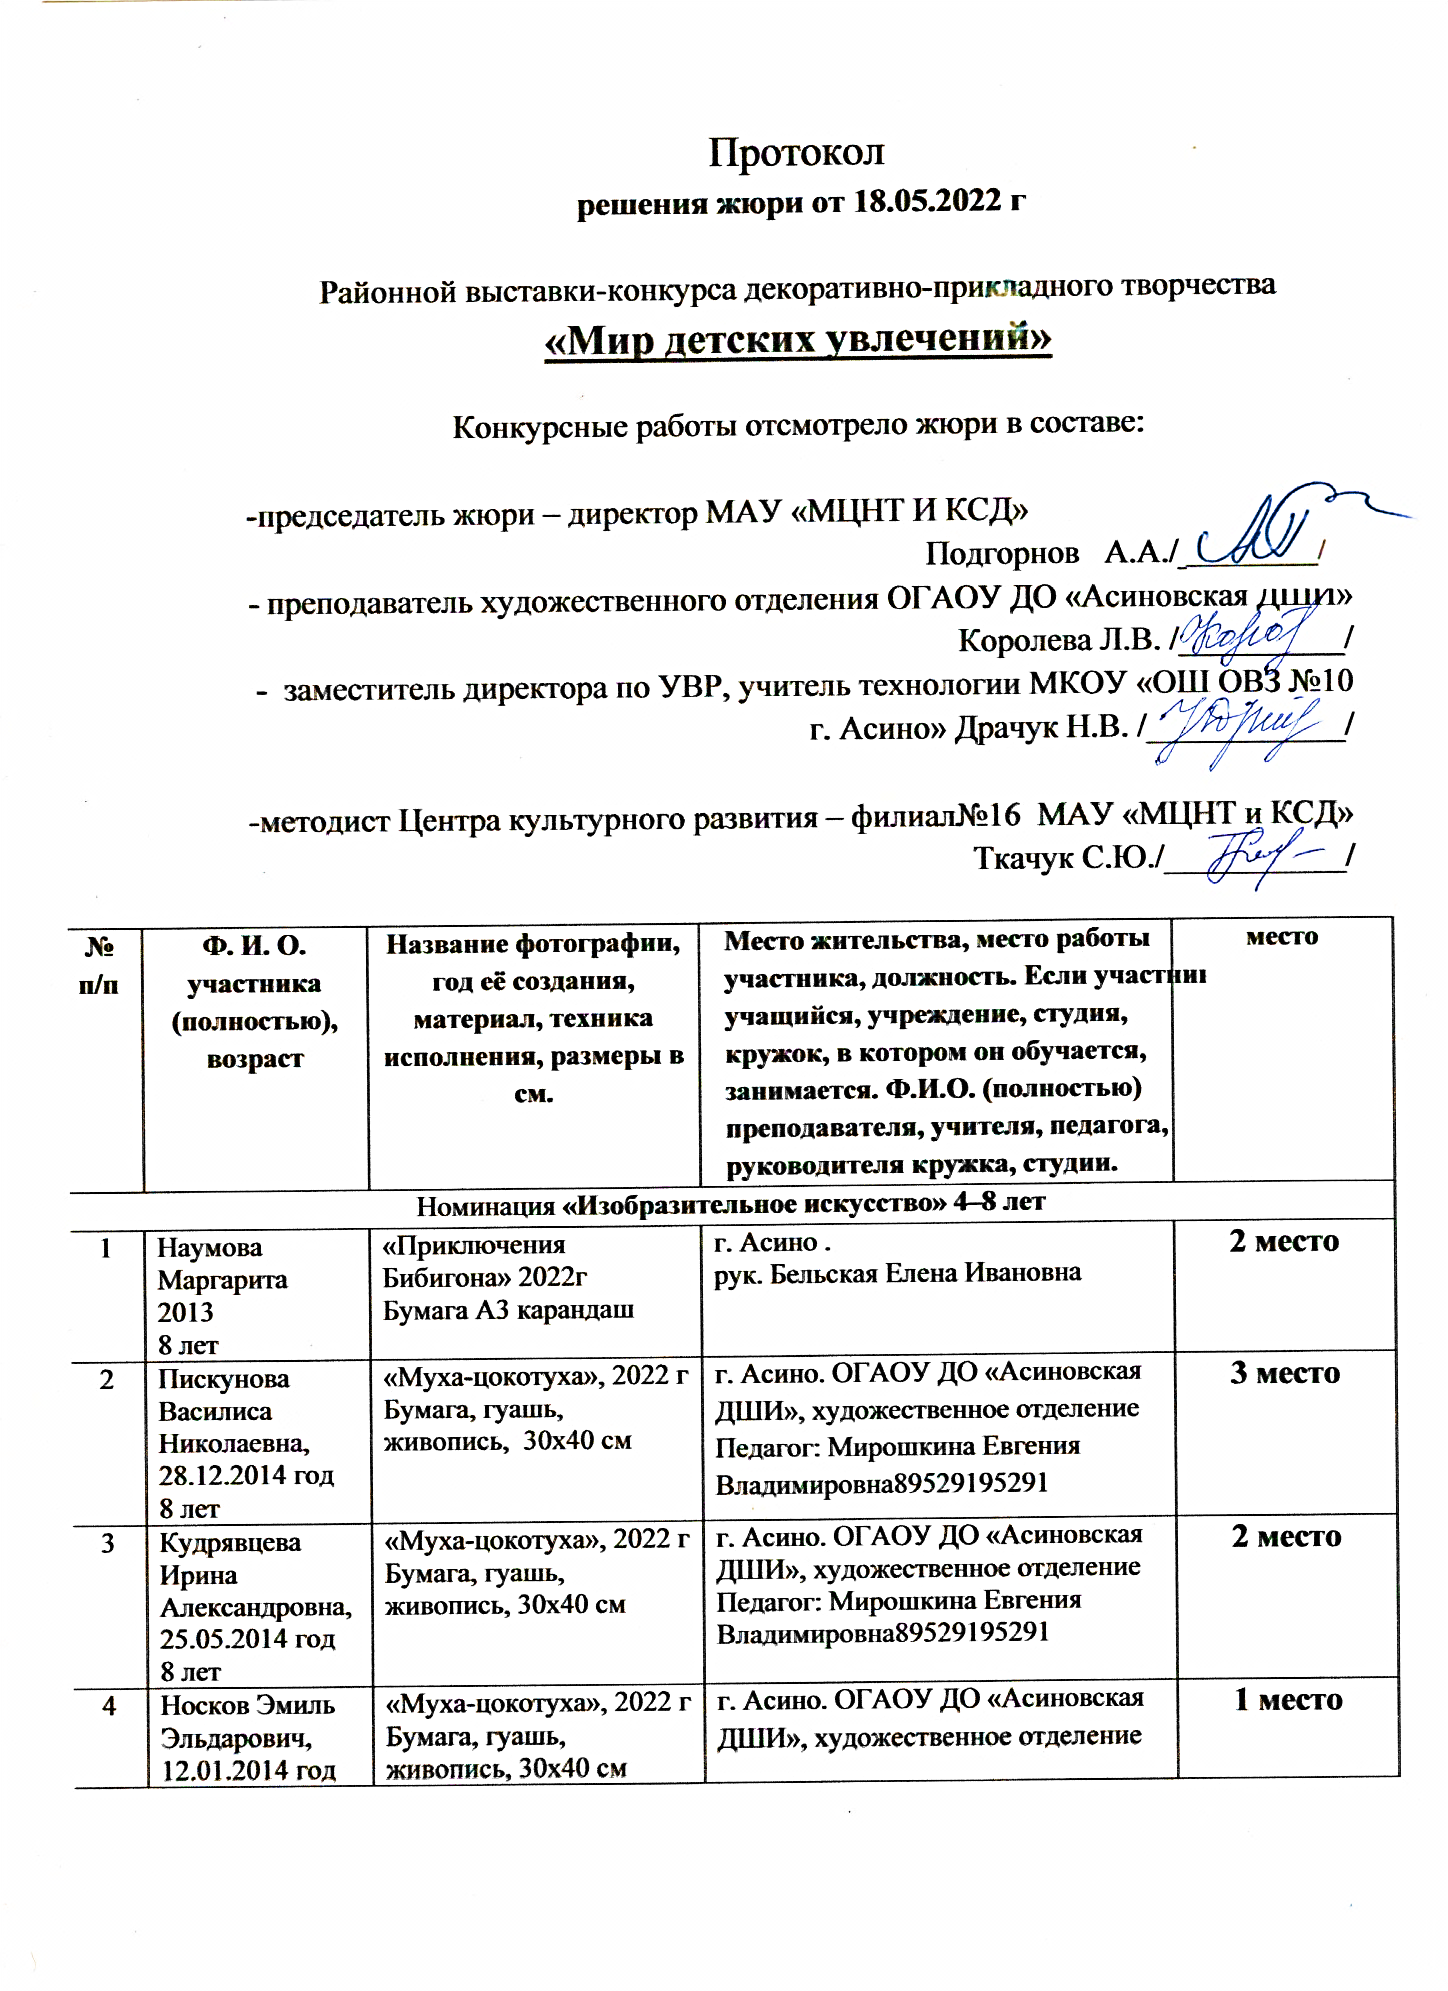 Протокол
решения жюри от 18.05.2022 г
Районной выставки-конкурса декоративно-прикладного творчества
«Мир детских увлечений»
Конкурсные работы отсмотрело жюри в составе:
-председатель жюри – директор МАУ «МЦНТ И КСД»
Подгорнов А.А./__________/
- преподаватель художественного отделения ОГАОУ ДО «Асиновская ДШИ»
Королева Л.В. /__________/
- заместитель директора по УВР, учитель технологии МКОУ «ОШ ОВЗ №10
г. Асино» Драчук Н.В. /____________/
-методист Центра культурного развития – филиал№16 МАУ «МЦНТ и КСД»
Ткачук С.Ю./___________/
№
п/п
Ф. И. О.
участника
(полностью),
возраст
Название фотографии,
год её создания,
материал, техника
исполнения, размеры в
см.
Место жительства, место работы
участника, должность. Если участник
учащийся, учреждение, студия,
кружок, в котором он обучается,
занимается. Ф.И.О. (полностью)
преподавателя, учителя, педагога,
руководителя кружка, студии.
место
Номинация «Изобразительное искусство» 4–8 лет
1
Наумова
Маргарита
2013
8 лет
«Приключения
Бибигона» 2022г
Бумага А3 карандаш
г. Асино .
рук. Бельская Елена Ивановна
2 место
2
Пискунова
Василиса
Николаевна,
28.12.2014 год
8 лет
«Муха-цокотуха», 2022 г
Бумага, гуашь,
живопись, 30х40 см
г. Асино. ОГАОУ ДО «Асиновская
ДШИ», художественное отделение
Педагог: Мирошкина Евгения
Владимировна89529195291
3 место
3
Кудрявцева
Ирина
Александровна,
25.05.2014 год
8 лет
«Муха-цокотуха», 2022 г
Бумага, гуашь,
живопись, 30х40 см
г. Асино. ОГАОУ ДО «Асиновская
ДШИ», художественное отделение
Педагог: Мирошкина Евгения
Владимировна89529195291
2 место
4
Носков Эмиль
Эльдарович,
12.01.2014 год
«Муха-цокотуха», 2022 г
Бумага, гуашь,
живопись, 30х40 см
г. Асино. ОГАОУ ДО «Асиновская
ДШИ», художественное отделение
1 место